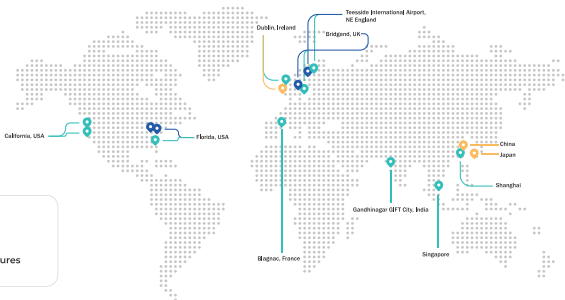 Teesside International Airport,
NE England
Dublin, Ireland
Bridgend, UK
California, USA
Florida, USA
China
Japan
Shanghai
Gandhinagar GIFT City, India
Singapore
Blagnac, France
ures